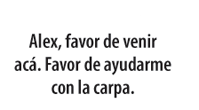 Alex, favor de venir
acá. Favor de ayudarme
con la carpa.